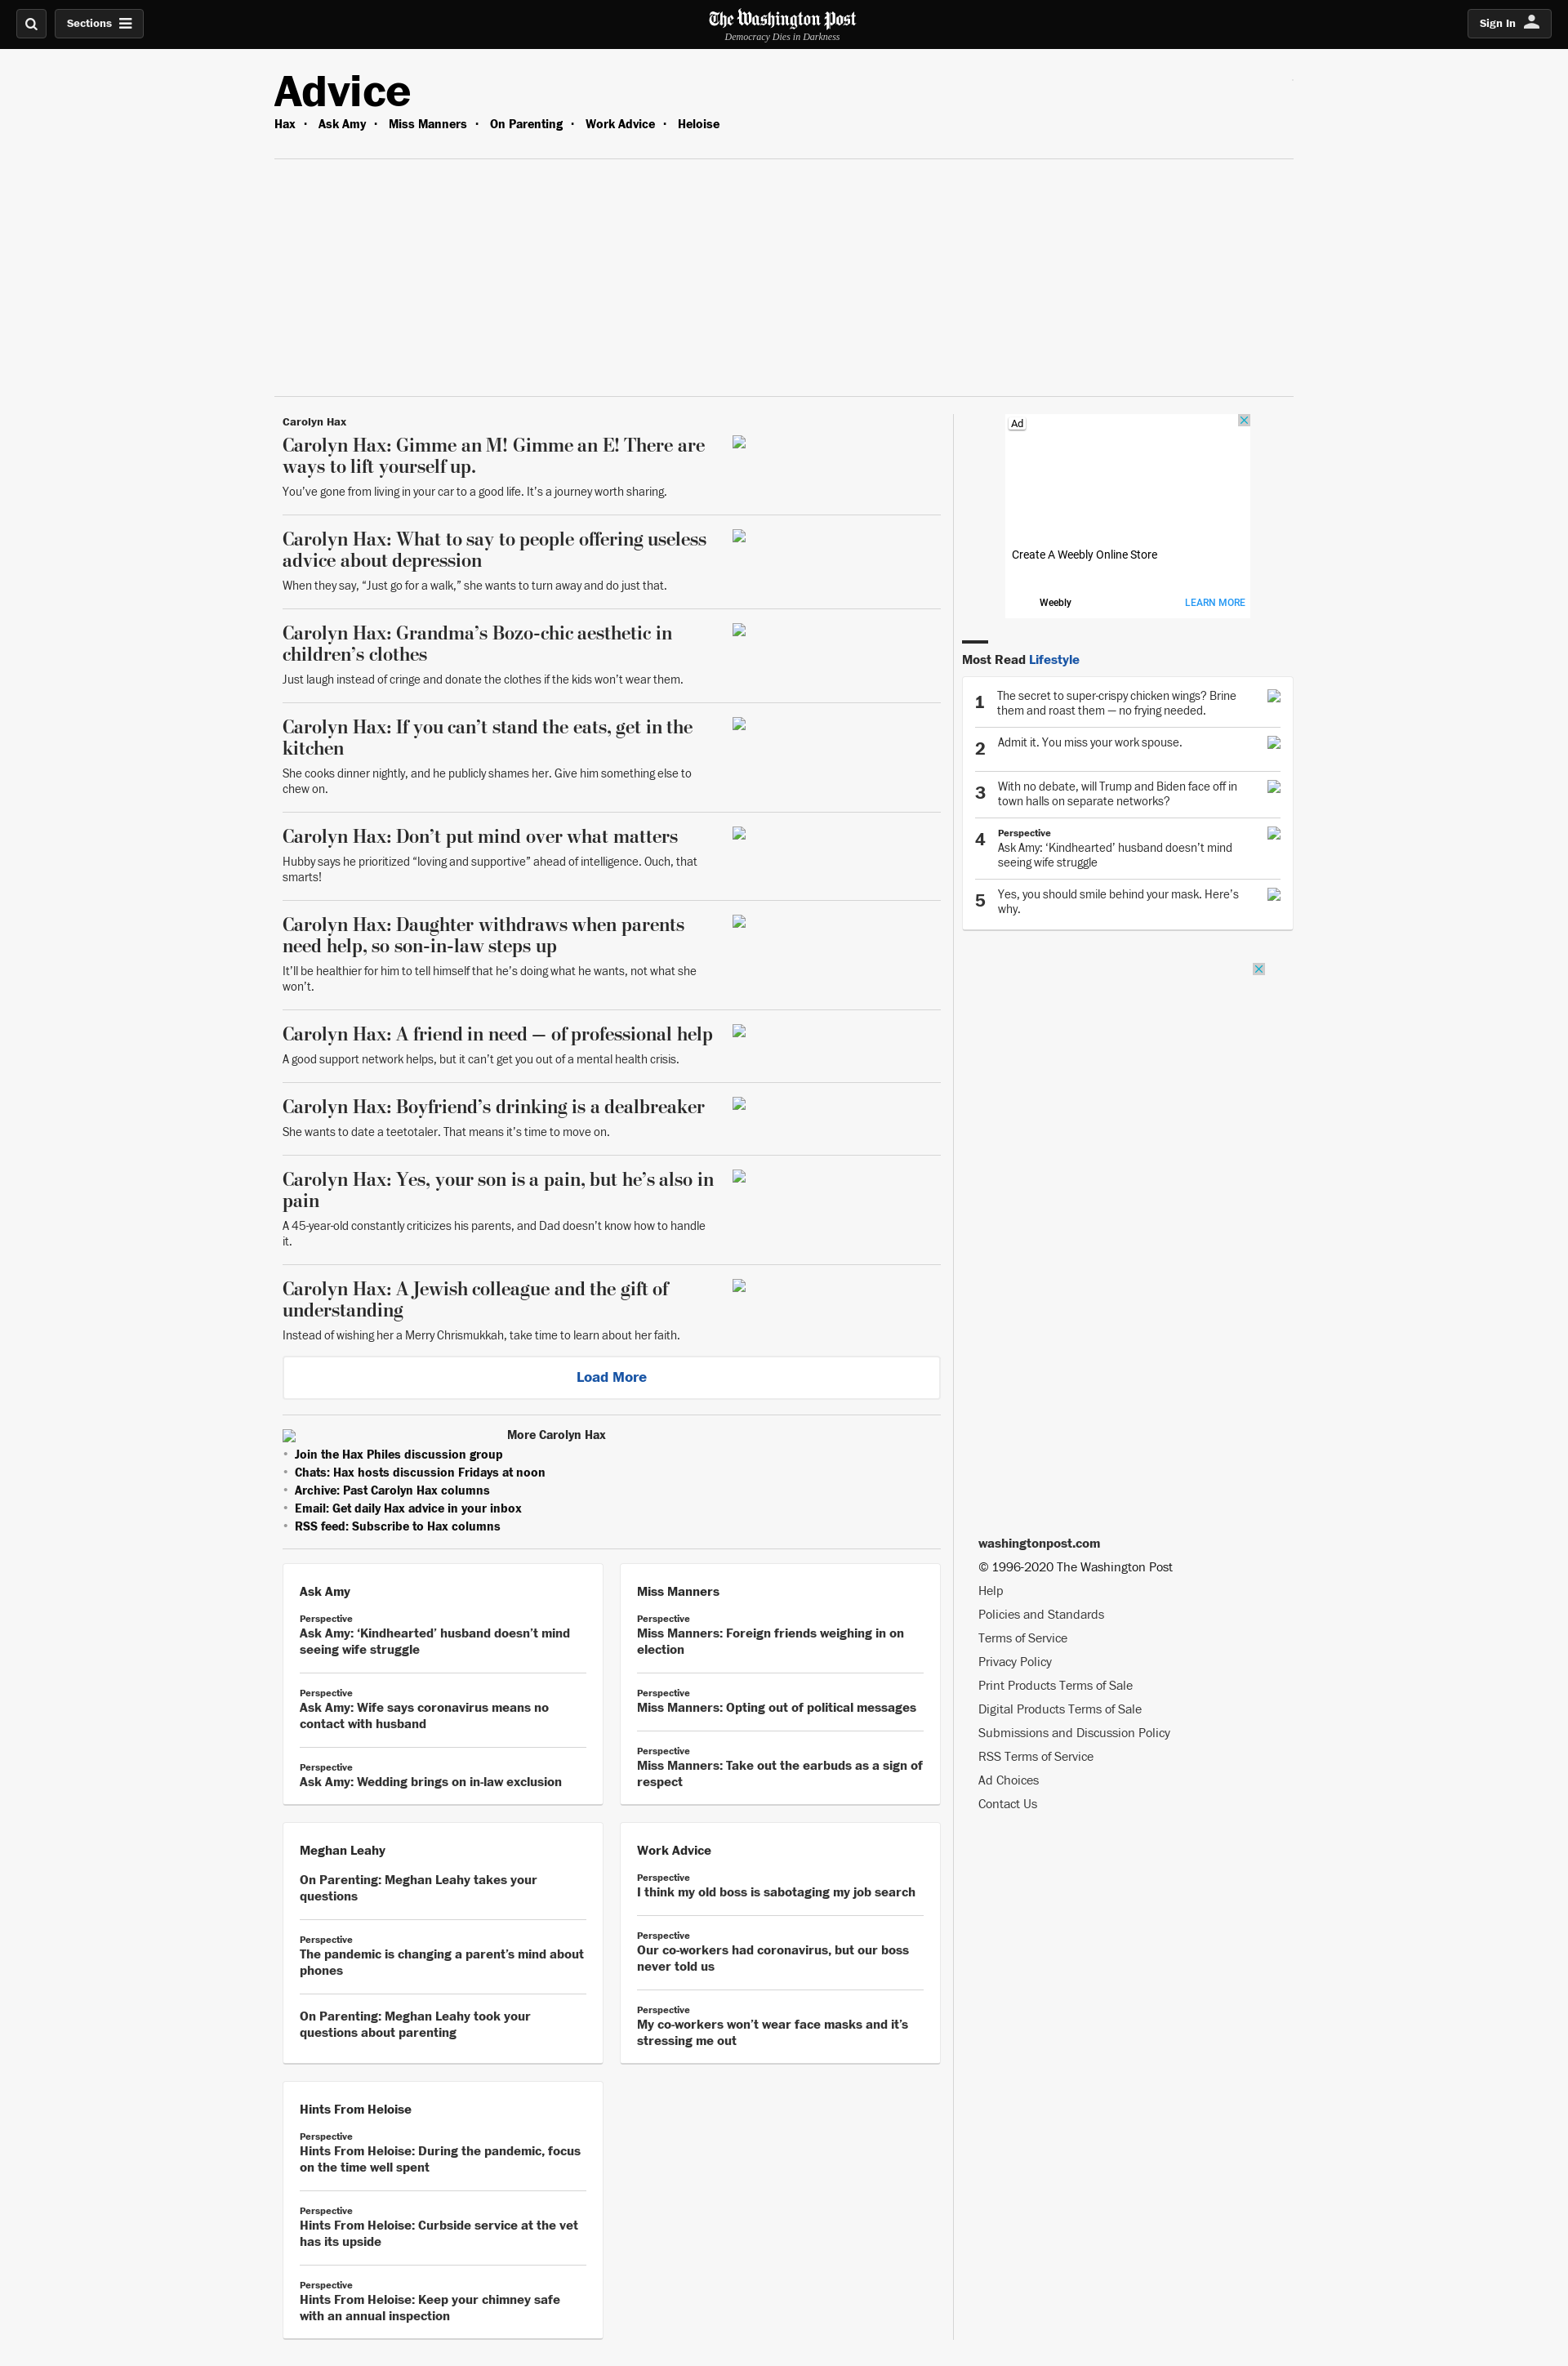 Sections
The Washington Post
Democracy Dies in Darkness
Sign In
Advice
Hax • Ask Amy • Miss Manners • On Parenting • Work Advice • Heloise
Carolyn Hax
Carolyn Hax: Gimme an M! Gimme an E! There are
ways to lift yourself up.
You’ve gone from living in your car to a good life. It’s a journey worth sharing.
Carolyn Hax: What to say to people offering useless
advice about depression
When they say, “Just go for a walk,” she wants to turn away and do just that.
Carolyn Hax: Grandma’s Bozo-chic aesthetic in
children’s clothes
Just laugh instead of cringe and donate the clothes if the kids won’t wear them.
Carolyn Hax: If you can’t stand the eats, get in the
kitchen
She cooks dinner nightly, and he publicly shames her. Give him something else to
chew on.
Carolyn Hax: Don’t put mind over what matters
Hubby says he prioritized “loving and supportive” ahead of intelligence. Ouch, that
smarts!
Carolyn Hax: Daughter withdraws when parents
need help, so son-in-law steps up
It’ll be healthier for him to tell himself that he’s doing what he wants, not what she
won’t.
Carolyn Hax: A friend in need — of professional help
A good support network helps, but it can’t get you out of a mental health crisis.
Carolyn Hax: Boyfriend’s drinking is a dealbreaker
She wants to date a teetotaler. That means it’s time to move on.
Carolyn Hax: Yes, your son is a pain, but he’s also in
pain
A 45-year-old constantly criticizes his parents, and Dad doesn’t know how to handle
it.
Carolyn Hax: A Jewish colleague and the gift of
understanding
Instead of wishing her a Merry Chrismukkah, take time to learn about her faith.
Load More
More Carolyn Hax
• Join the Hax Philes discussion group
• Chats: Hax hosts discussion Fridays at noon
• Archive: Past Carolyn Hax columns
• Email: Get daily Hax advice in your inbox
• RSS feed: Subscribe to Hax columns
Ask Amy
Perspective
Ask Amy: ‘Kindhearted’ husband doesn’t mind
seeing wife struggle
Perspective
Ask Amy: Wife says coronavirus means no
contact with husband
Perspective
Ask Amy: Wedding brings on in-law exclusion
Miss Manners
Perspective
Miss Manners: Foreign friends weighing in on
election
Perspective
Miss Manners: Opting out of political messages
Perspective
Miss Manners: Take out the earbuds as a sign of
respect
Meghan Leahy
On Parenting: Meghan Leahy takes your
questions
Perspective
The pandemic is changing a parent’s mind about
phones
On Parenting: Meghan Leahy took your
questions about parenting
Work Advice
Perspective
I think my old boss is sabotaging my job search
Perspective
Our co-workers had coronavirus, but our boss
never told us
Perspective
My co-workers won’t wear face masks and it’s
stressing me out
Hints From Heloise
Perspective
Hints From Heloise: During the pandemic, focus
on the time well spent
Perspective
Hints From Heloise: Curbside service at the vet
has its upside
Perspective
Hints From Heloise: Keep your chimney safe
with an annual inspection
Ad
Create A Weebly Online Store
Weebly
LEARN MORE
Most Read Lifestyle
1 The secret to super-crispy chicken wings? Brine
them and roast them — no frying needed.
2 Admit it. You miss your work spouse.
3 With no debate, will Trump and Biden face off in
town halls on separate networks?
4 Perspective
Ask Amy: ‘Kindhearted’ husband doesn’t mind
seeing wife struggle
5 Yes, you should smile behind your mask. Here’s
why.
washingtonpost.com
© 1996-2020 The Washington Post
Help
Policies and Standards
Terms of Service
Privacy Policy
Print Products Terms of Sale
Digital Products Terms of Sale
Submissions and Discussion Policy
RSS Terms of Service
Ad Choices
Contact Us